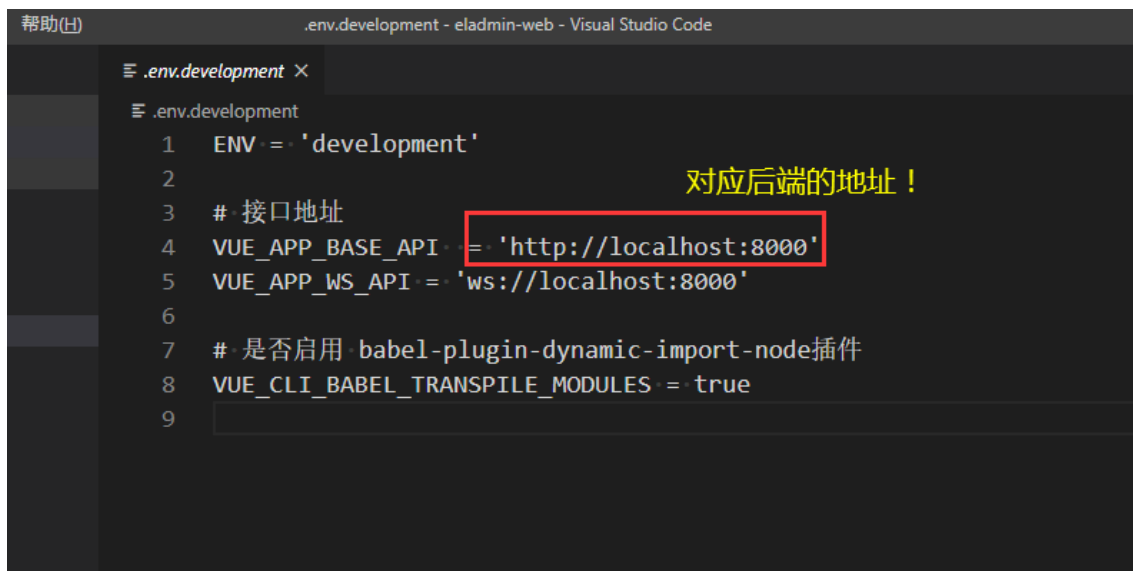 帮助(H)
.env.development - eladmin-web - Visual Studio Code
.env.development ×
.env.development
1 ENV = 'development'
2
对应后端的地址！
3 # 接口地址
4 VUE_APP_BASE_API  = 'http://localhost:8000'
5 VUE_APP_WS_API = 'ws://localhost:8000'
6
7 # 是否启用 babel-plugin-dynamic-import-node插件
8 VUE_CLI_BABEL_TRANSPILE_MODULES = true
9